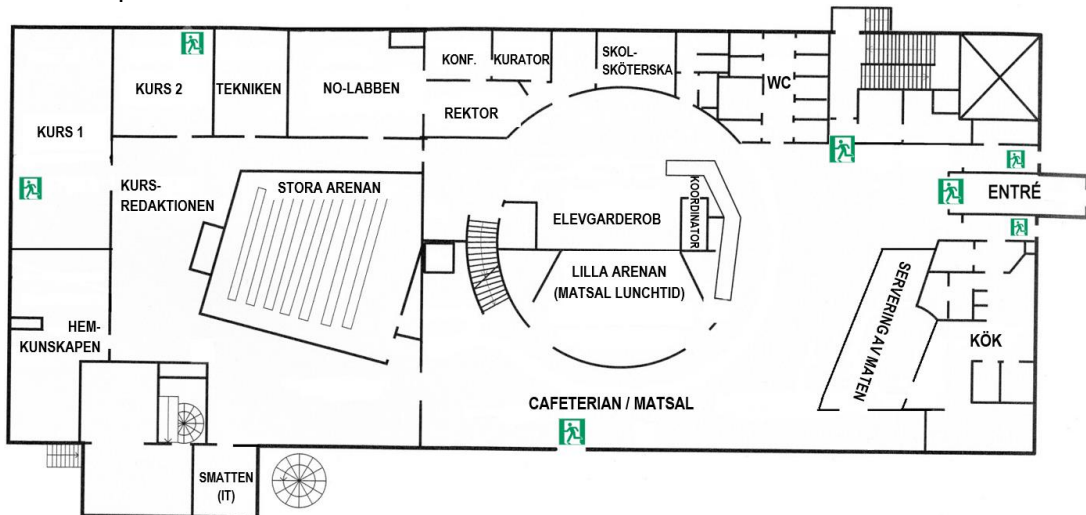 KONF.
KURATOR
SKOL-
SKÖTERSKA
WC
KURS 2
TEKNIKEN
NO-LABBEN
REKTOR
KURS 1
KURS-
REDAKTIONEN
STORA ARENAN
ELEVGARDEROB
KOORDINATOR
ENTRÉ
LILLA ARENAN
(MATSAL LUNCHTID)
SERVERING AV MATEN
HEM-
KUNSKAPEN
KÖK
CAFETERIAN / MATSAL
SMATTEN
(IT)